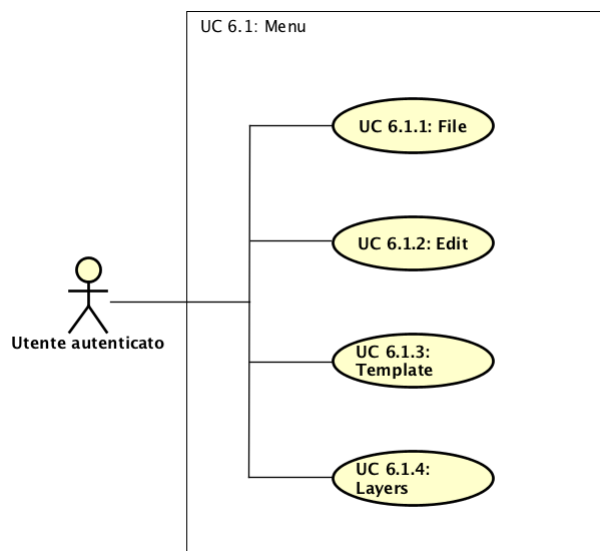 UC 6.1: Menu
UC 6.1.1: File
UC 6.1.2: Edit
Utente autenticato
UC 6.1.3:
Template
UC 6.1.4:
Layers